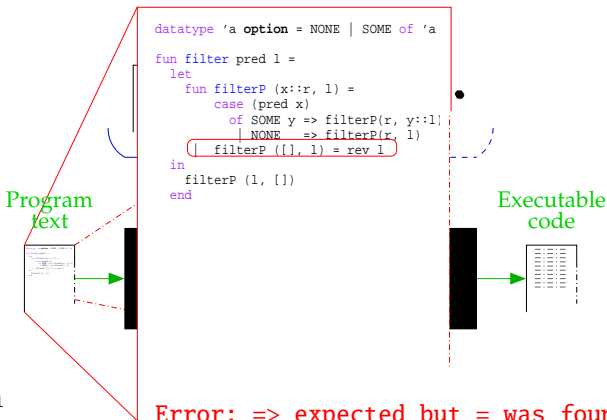 datatype 'a option = NONE | SOME of 'a
fun filter pred l =
let
fun filterP (x::r, l) =
case (pred x)
of SOME y => filterP(r, y::l)
| NONE => filterP(r, l)
| filterP ([], l) = rev l
in
filterP (l, [])
end
Program
text
Executable
code
Error: => expected but = was foun